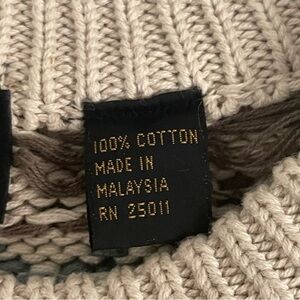 100% COTTON
MADE IN
MALAYSIA
RN 25011